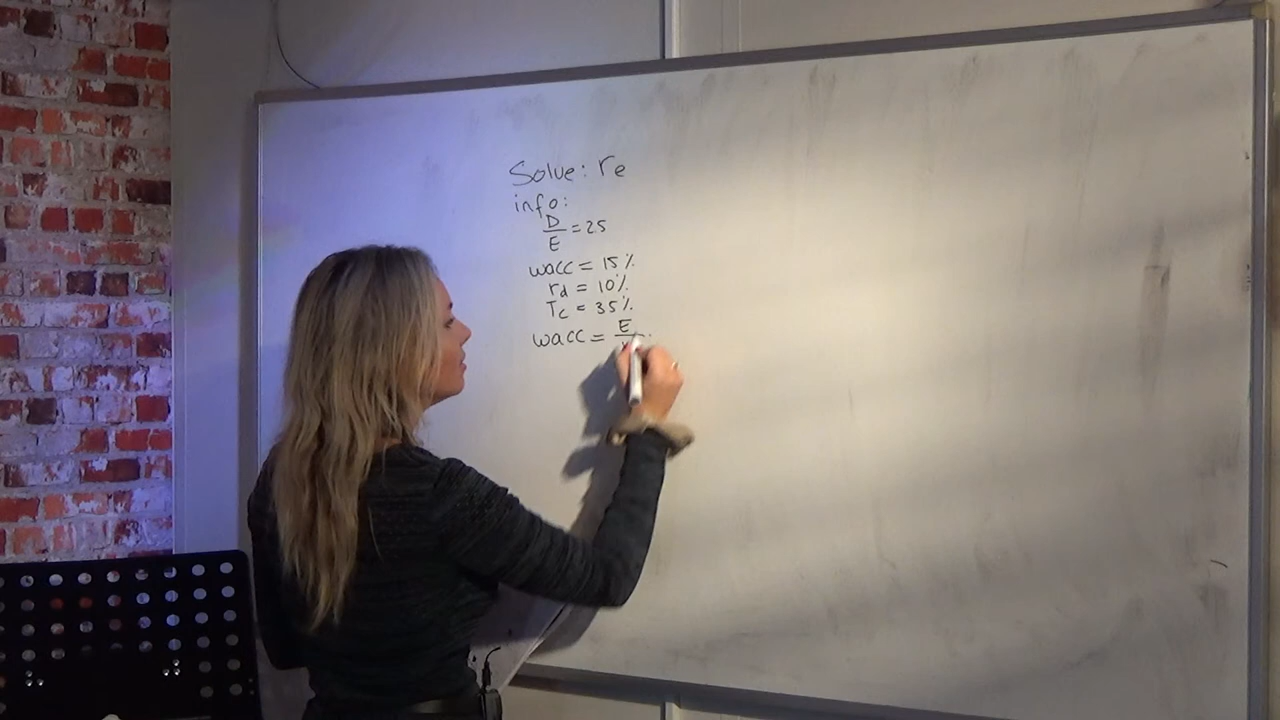 Solve: re
info:
D/E = 25
wacc = 15%
rd = 10%
Tc = 35%
wacc = E